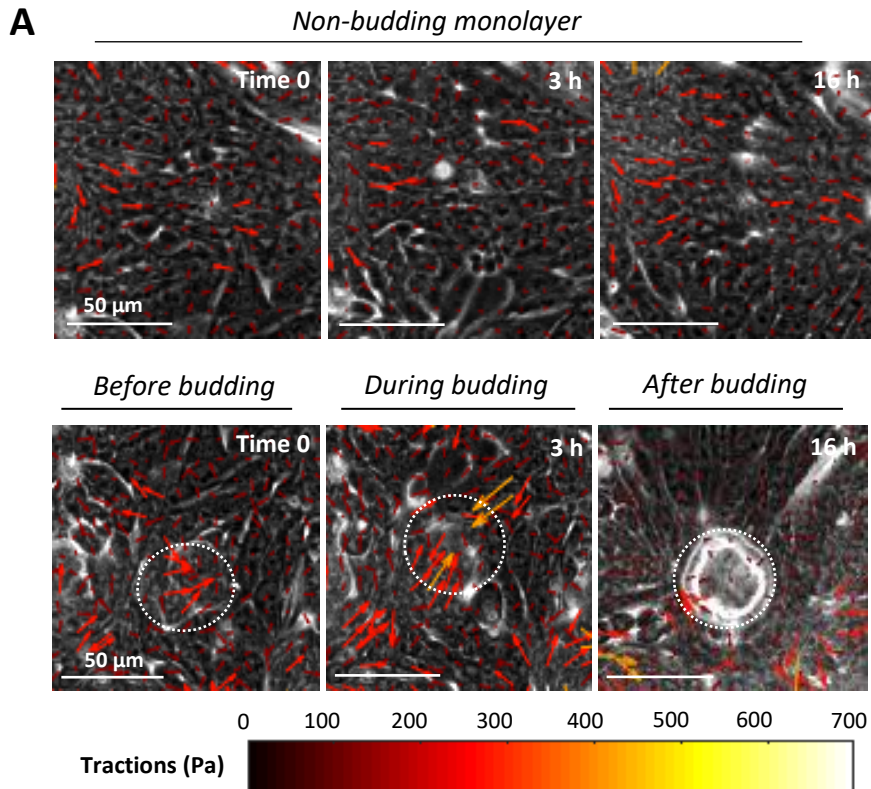 A
Non-budding monolayer
Time 0
3 h
16 h
50 µm
Before budding
During budding
After budding
Time 0
3 h
16 h
50 µm
0 100 200 300 400 500 600 700
Tractions (Pa)